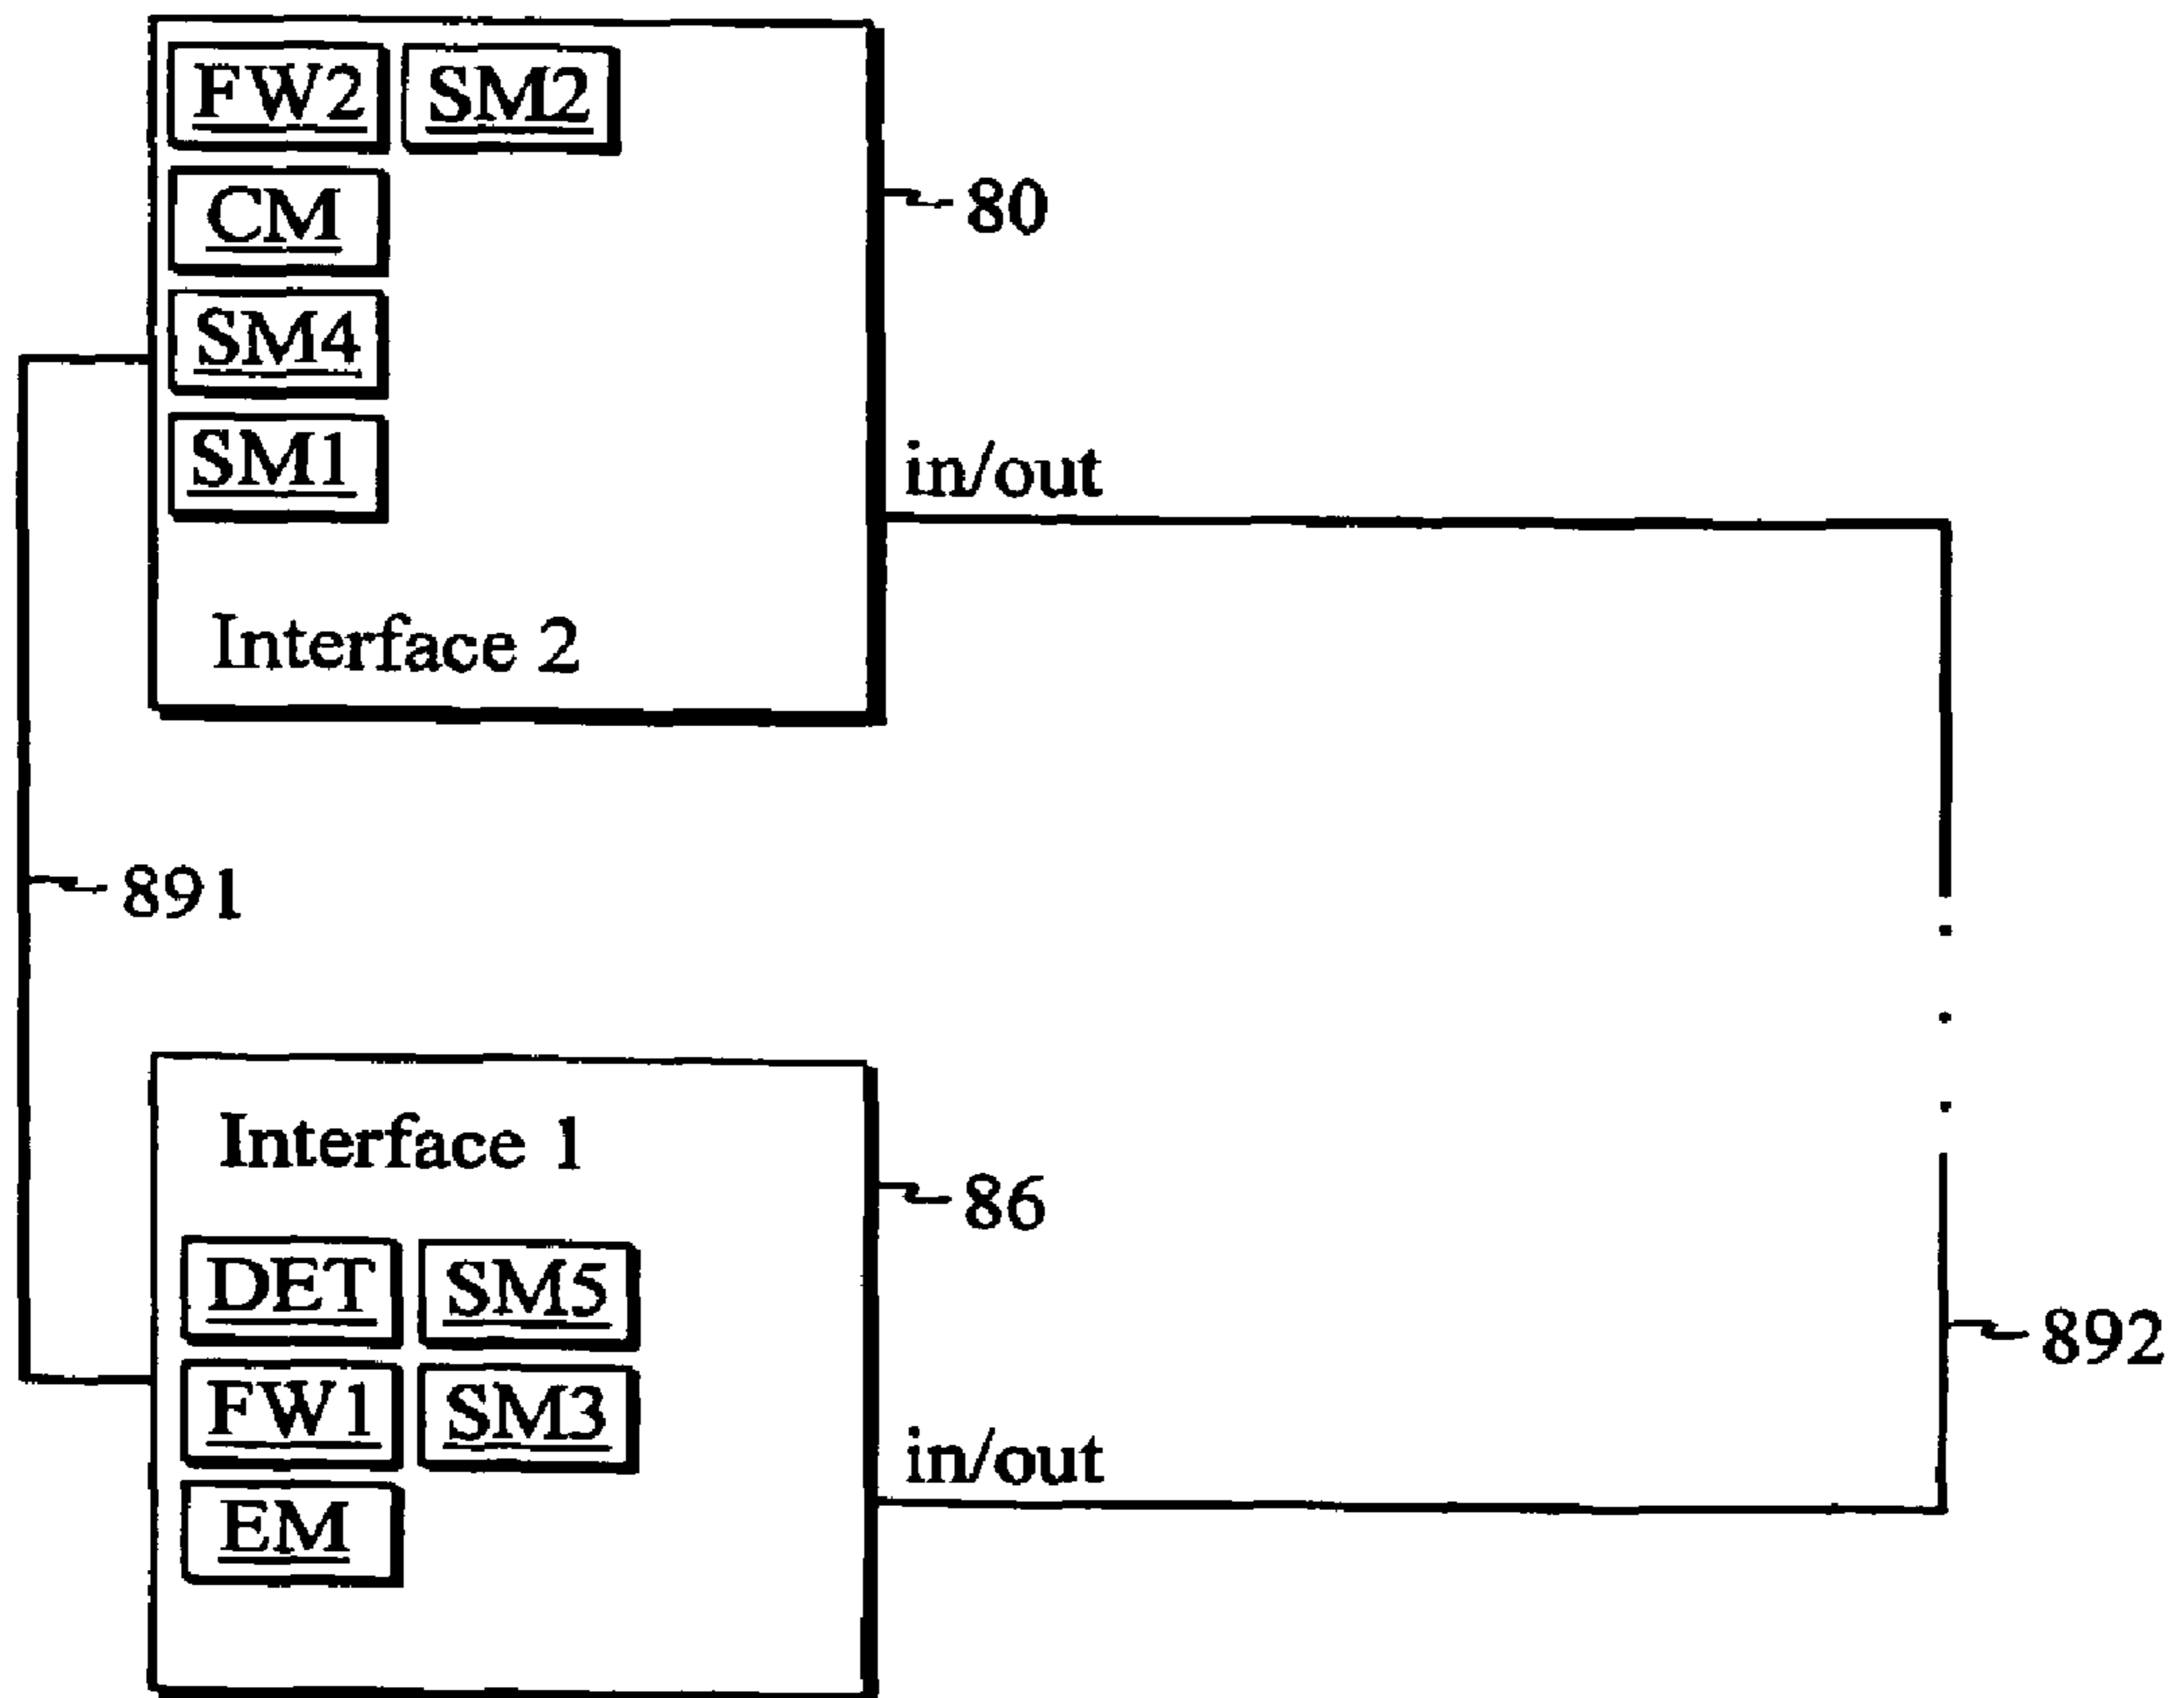 FW2 SM2
CM
80
SM4
SM1
in/out
Interface 2
891
Interface 1
86
DET SM5
892
FW1 SM3
in/out
EM